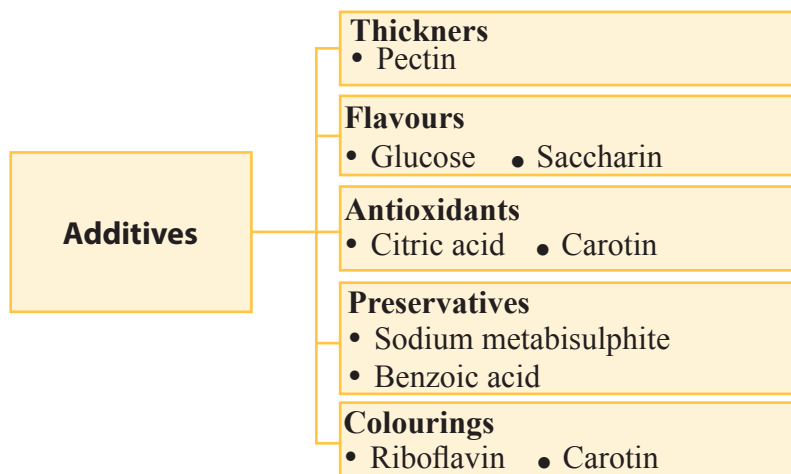 Additives
Thickners
• Pectin
Flavours
• Glucose • Saccharin
Antioxidants
• Citric acid • Carotin
Preservatives
• Sodium metabisulphite
• Benzoic acid
Colourings
• Riboflavin • Carotin